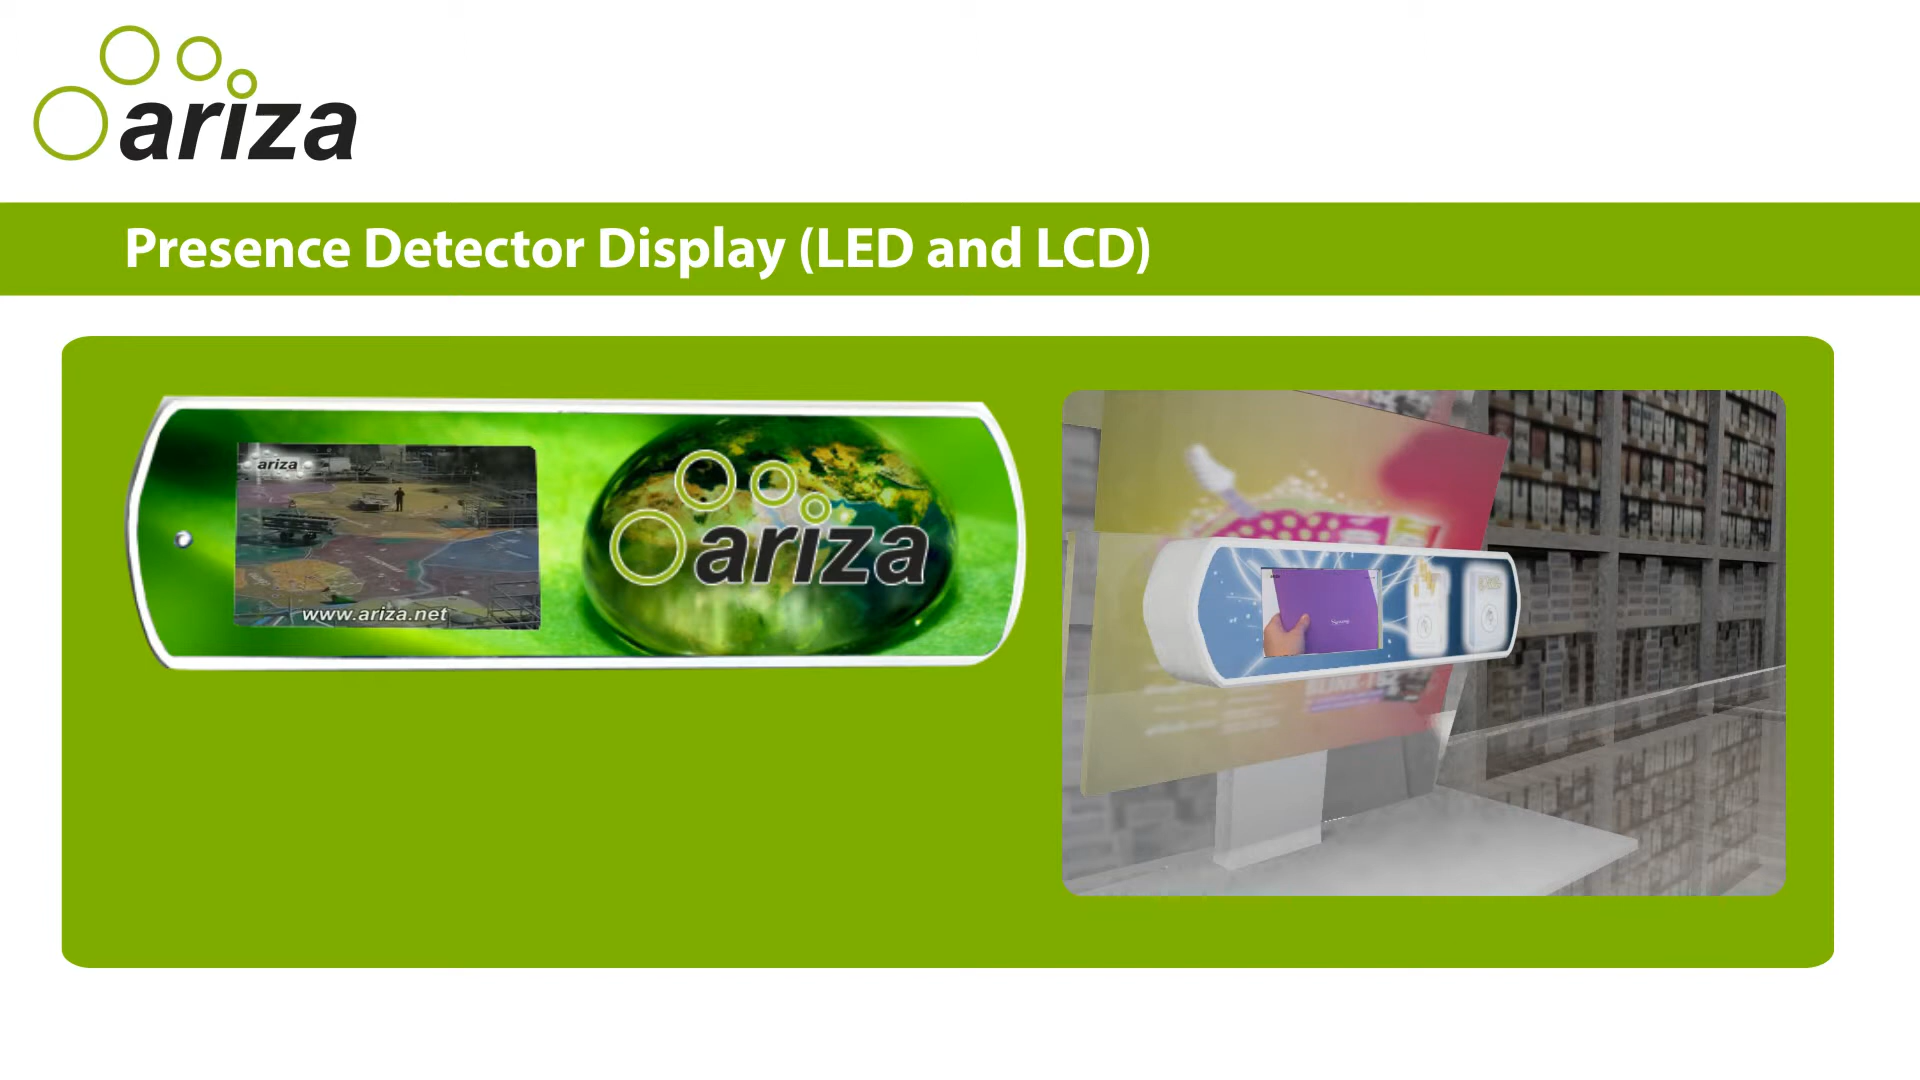 ariza
Presence Detector Display (LED and LCD)
ariza
ariza
www.ariza.net